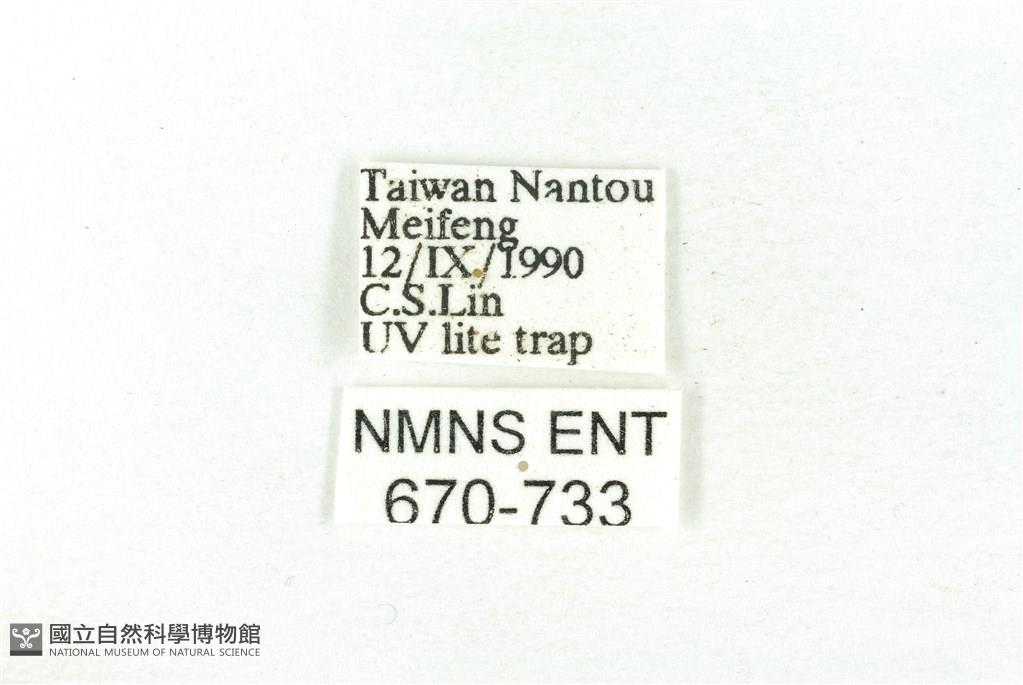 Taiwan Nantou
Meifeng
12/IX/1990
C.S.Lin
UV lite trap
NMNS ENT
670-733
國立自然科學博物館
NATIONAL MUSEUM OF NATURAL SCIENCE